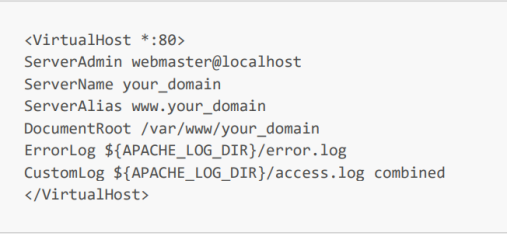 <VirtualHost *:80>
ServerAdmin webmaster@localhost
ServerName your_domain
ServerAlias www.your_domain
DocumentRoot /var/www/your_domain
ErrorLog ${APACHE_LOG_DIR}/error.log
CustomLog ${APACHE_LOG_DIR}/access.log combined
</VirtualHost>